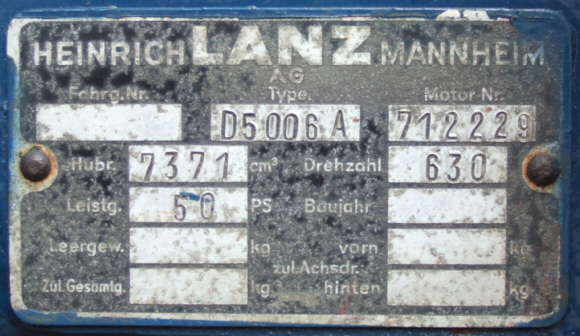 HEINRICH LANZ MANNHEIM
AG
Fahrg.Nr. Type Motor Nr.
D5006 A 712229
Hubr. 7371 cm³ Drehzahl 630
Leistg. 50 PS Baujahr
Leergew. kg vorn kg
zul.Achsdr.
Zul.Gesamtg. kg hinten kg